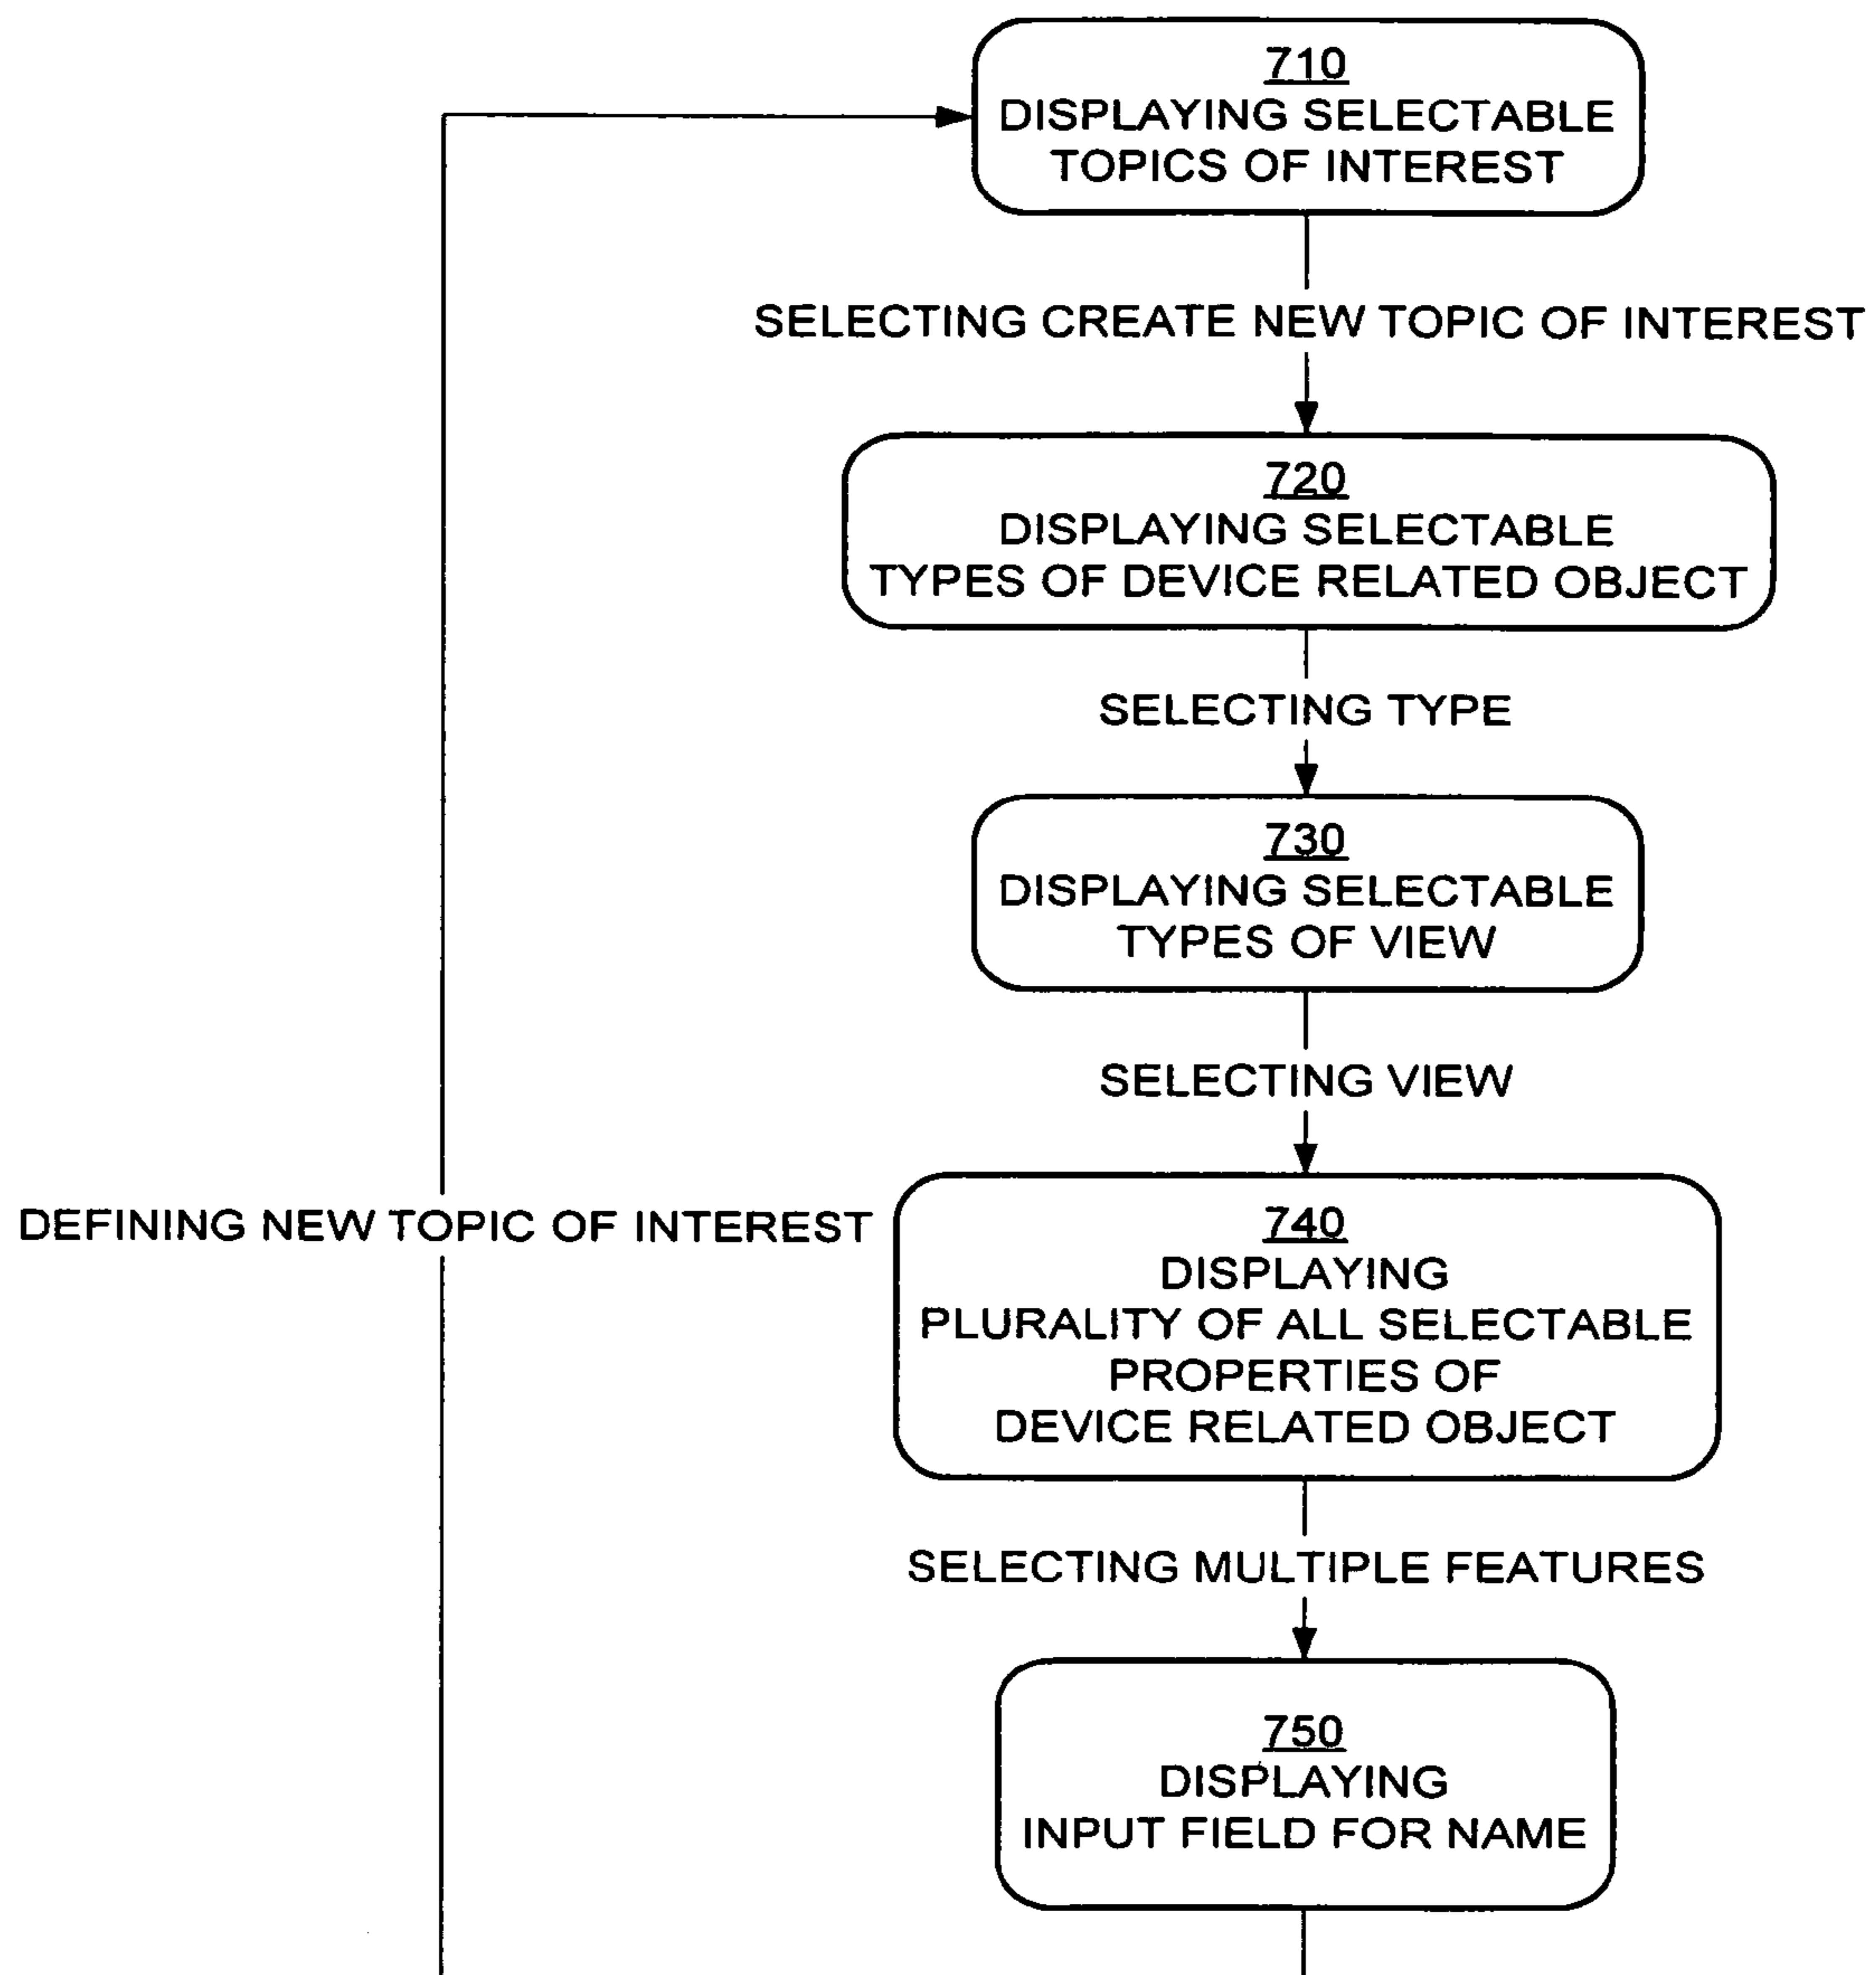 710
DISPLAYING SELECTABLE
TOPICS OF INTEREST
SELECTING CREATE NEW TOPIC OF INTEREST
720
DISPLAYING SELECTABLE
TYPES OF DEVICE RELATED OBJECT
SELECTING TYPE
730
DISPLAYING SELECTABLE
TYPES OF VIEW
SELECTING VIEW
DEFINING NEW TOPIC OF INTEREST
740
DISPLAYING
PLURALITY OF ALL SELECTABLE
PROPERTIES OF
DEVICE RELATED OBJECT
SELECTING MULTIPLE FEATURES
750
DISPLAYING
INPUT FIELD FOR NAME